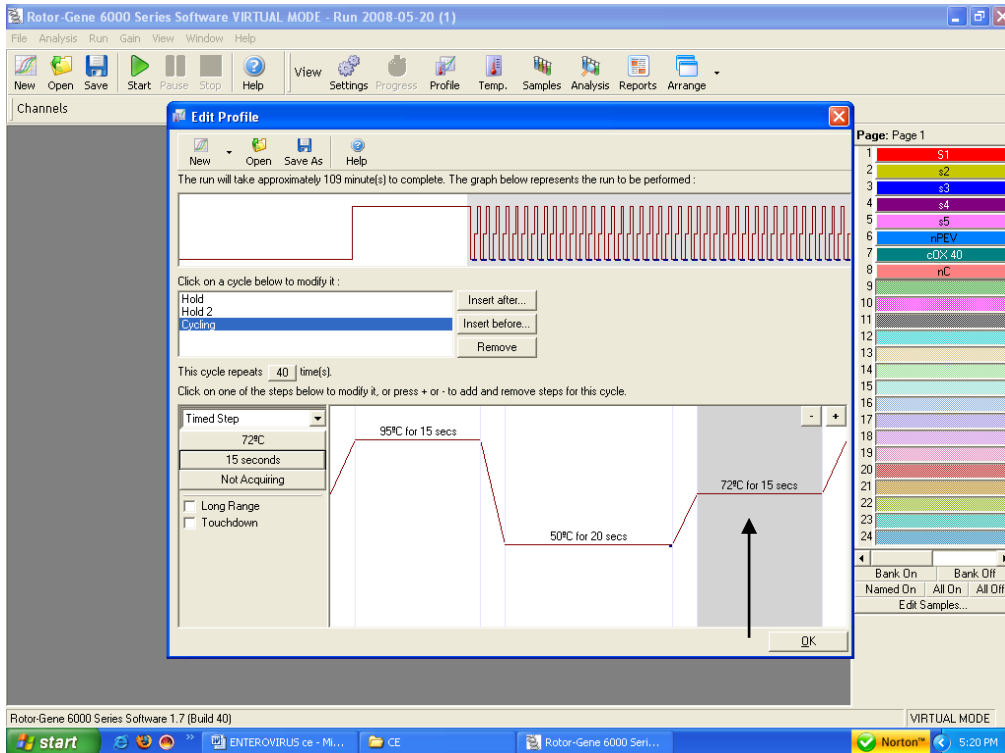 Rotor-Gene 6000 Series Software VIRTUAL MODE - Run 2008-05-20 (1)
File Analysis Run Gain View Window Help
New Open Save Start Pause Stop Help View Settings Progress Profile Temp. Samples Analysis Reports Arrange
Channels
Edit Profile
New Open Save As Help
The run will take approximately 109 minute(s) to complete. The graph below represents the run to be performed :
Click on a cycle below to modify it :
Hold
Hold 2
Cycling
Insert after...
Insert before...
Remove
This cycle repeats 40 time(s).
Click on one of the steps below to modify it, or press + or - to add and remove steps for this cycle.
Timed Step
72ºC
15 seconds
Not Acquiring
Long Range
Touchdown
95ºC for 15 secs
50ºC for 20 secs
72ºC for 15 secs
- +
OK
Page: Page 1
1 S1
2 s2
3 s3
4 s4
5 s5
6 nPEV
7 cOX 40
8 nC
9
10
11
12
13
14
15
16
17
18
19
20
21
22
23
24
Bank On Bank Off
Named On All On All Off
Edit Samples...
Rotor-Gene 6000 Series Software 1.7 (Build 40) VIRTUAL MODE
start ENTEROVIRUS ce - Mi... CE Rotor-Gene 6000 Seri... Norton™ 5:20 PM